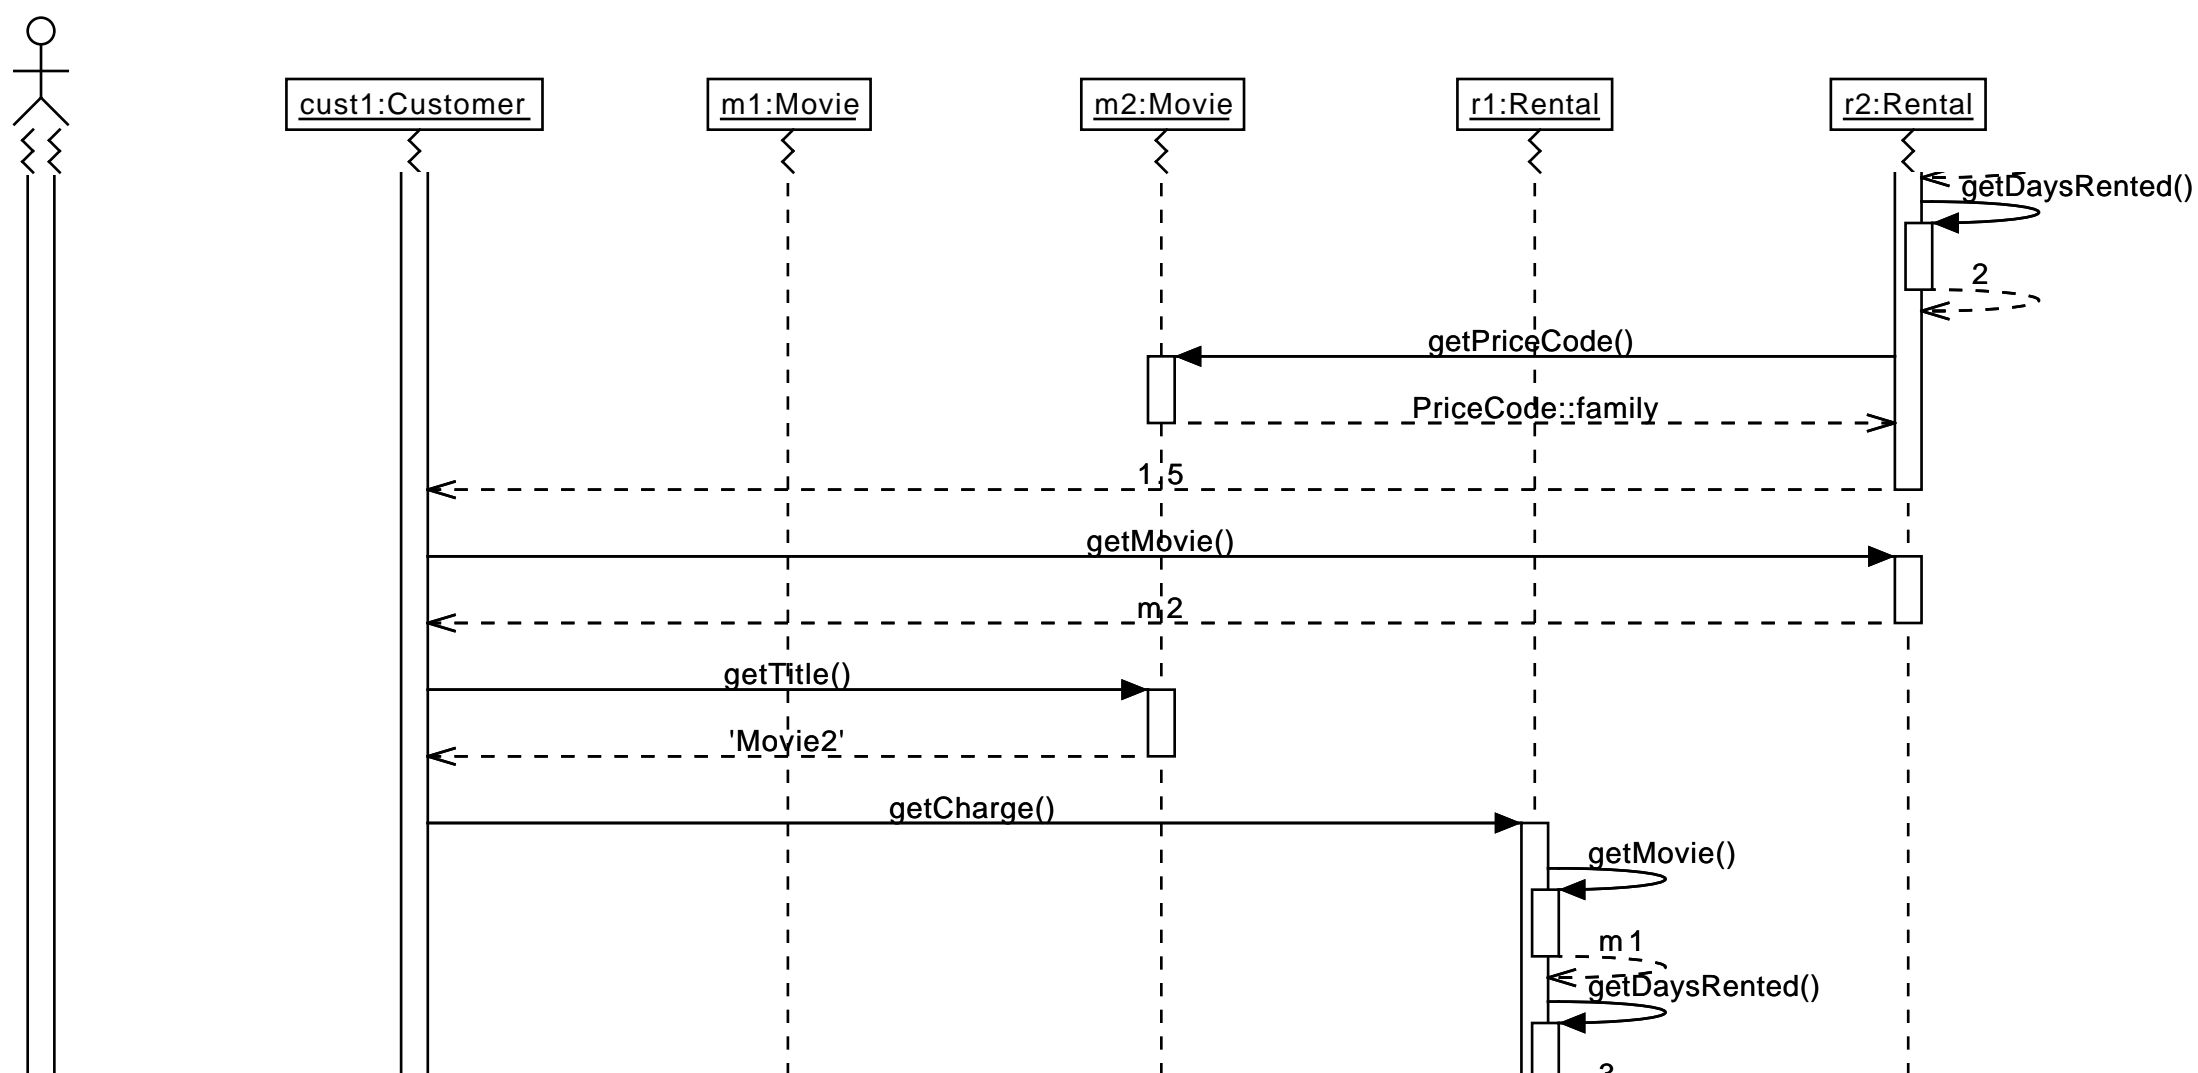 cust1:Customer
m1:Movie
m2:Movie
r1:Rental
r2:Rental
getDaysRented()
2
getPriceCode()
PriceCode::family
1.5
getMovie()
m2
getTitle()
'Movie2'
getCharge()
getMovie()
m1
getDaysRented()